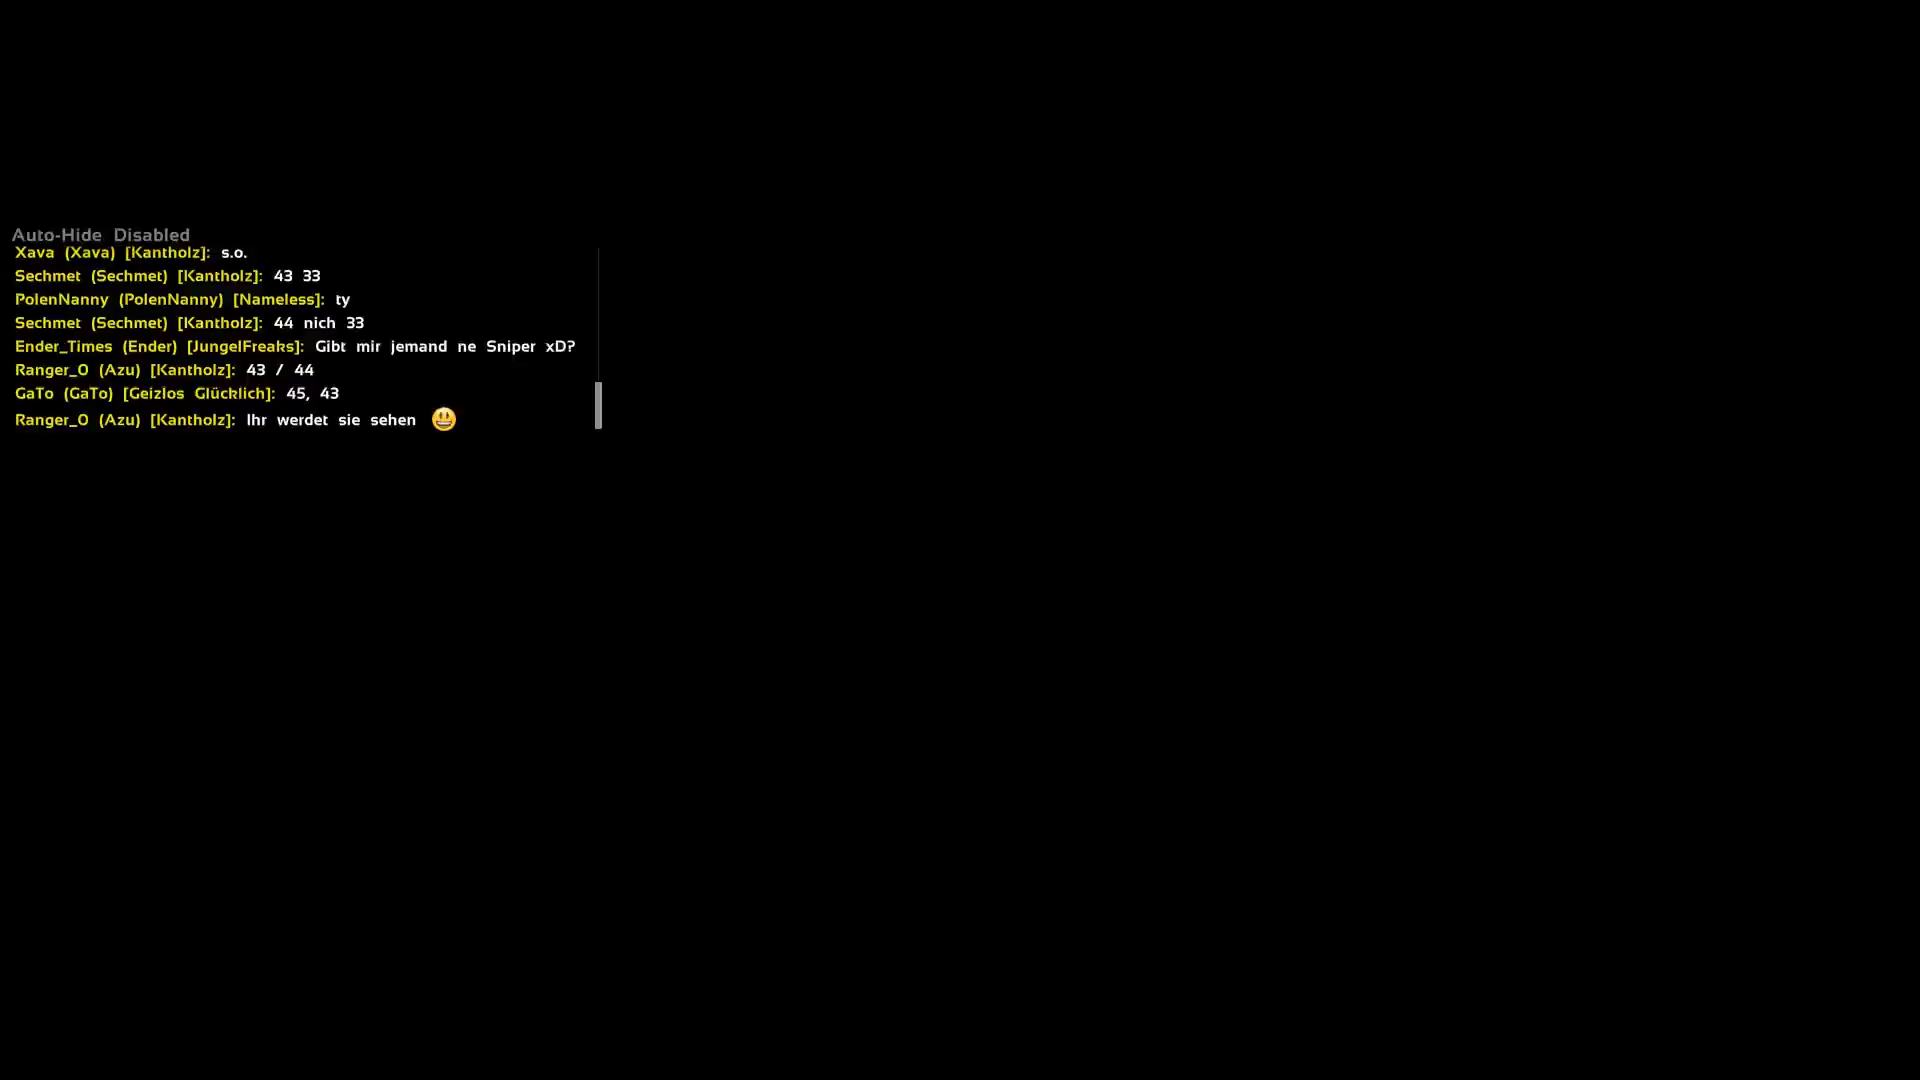 Auto-Hide Disabled
Xava (Xava) [Kantholz]: s.o.
Sechmet (Sechmet) [Kantholz]: 43 33
PolenNanny (PolenNanny) [Nameless]: ty
Sechmet (Sechmet) [Kantholz]: 44 nich 33
Ender_Times (Ender) [JungelFreaks]: Gibt mir jemand ne Sniper xD?
Ranger_O (Azu) [Kantholz]: 43 / 44
GaTo (GaTo) [Geizlos Glücklich]: 45, 43
Ranger_O (Azu) [Kantholz]: Ihr werdet sie sehen 😃